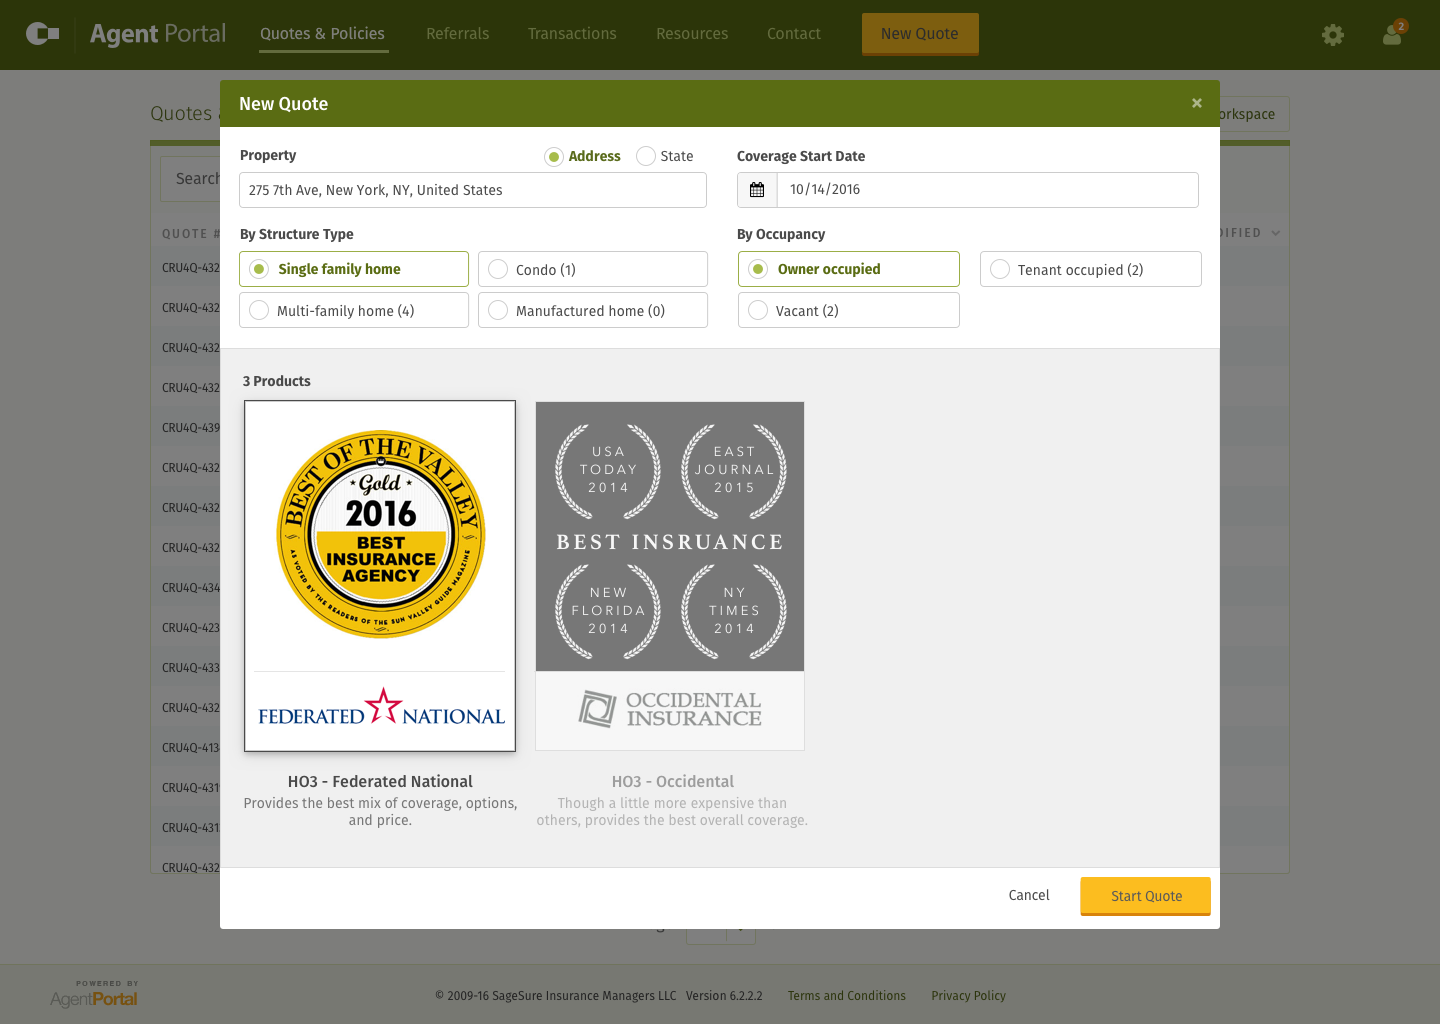 Agent Portal
Quotes & Policies
Referrals
Transactions
Resources
Contact
New Quote
2
Quotes &
orkspace
New Quote
×
Property
Address
State
Coverage Start Date
275 7th Ave, New York, NY, United States
10/14/2016
Search
By Structure Type
By Occupancy
QUOTE #
DIFIED
Single family home
Condo (1)
Owner occupied
Tenant occupied (2)
Multi-family home (4)
Manufactured home (0)
Vacant (2)
CRU4Q-432
CRU4Q-432
CRU4Q-432
CRU4Q-432
CRU4Q-439
CRU4Q-432
CRU4Q-432
CRU4Q-432
CRU4Q-434
CRU4Q-423
CRU4Q-433
CRU4Q-432
CRU4Q-413
CRU4Q-431
CRU4Q-431
CRU4Q-432
3 Products
BEST OF THE VALLEY
Gold
2016
BEST
INSURANCE
AGENCY
AS VOTED BY THE READERS OF THE SUN VALLEY GUIDE MAGAZINE
FEDERATED NATIONAL
USA
TODAY
2014
EAST
JOURNAL
2015
BEST INSRUANCE
NEW
FLORIDA
2014
NY
TIMES
2014
OCCIDENTAL
INSURANCE
HO3 - Federated National
Provides the best mix of coverage, options,
and price.
HO3 - Occidental
Though a little more expensive than
others, provides the best overall coverage.
Cancel
Start Quote
POWERED BY
AgentPortal
© 2009-16 SageSure Insurance Managers LLC
Version 6.2.2.2
Terms and Conditions
Privacy Policy